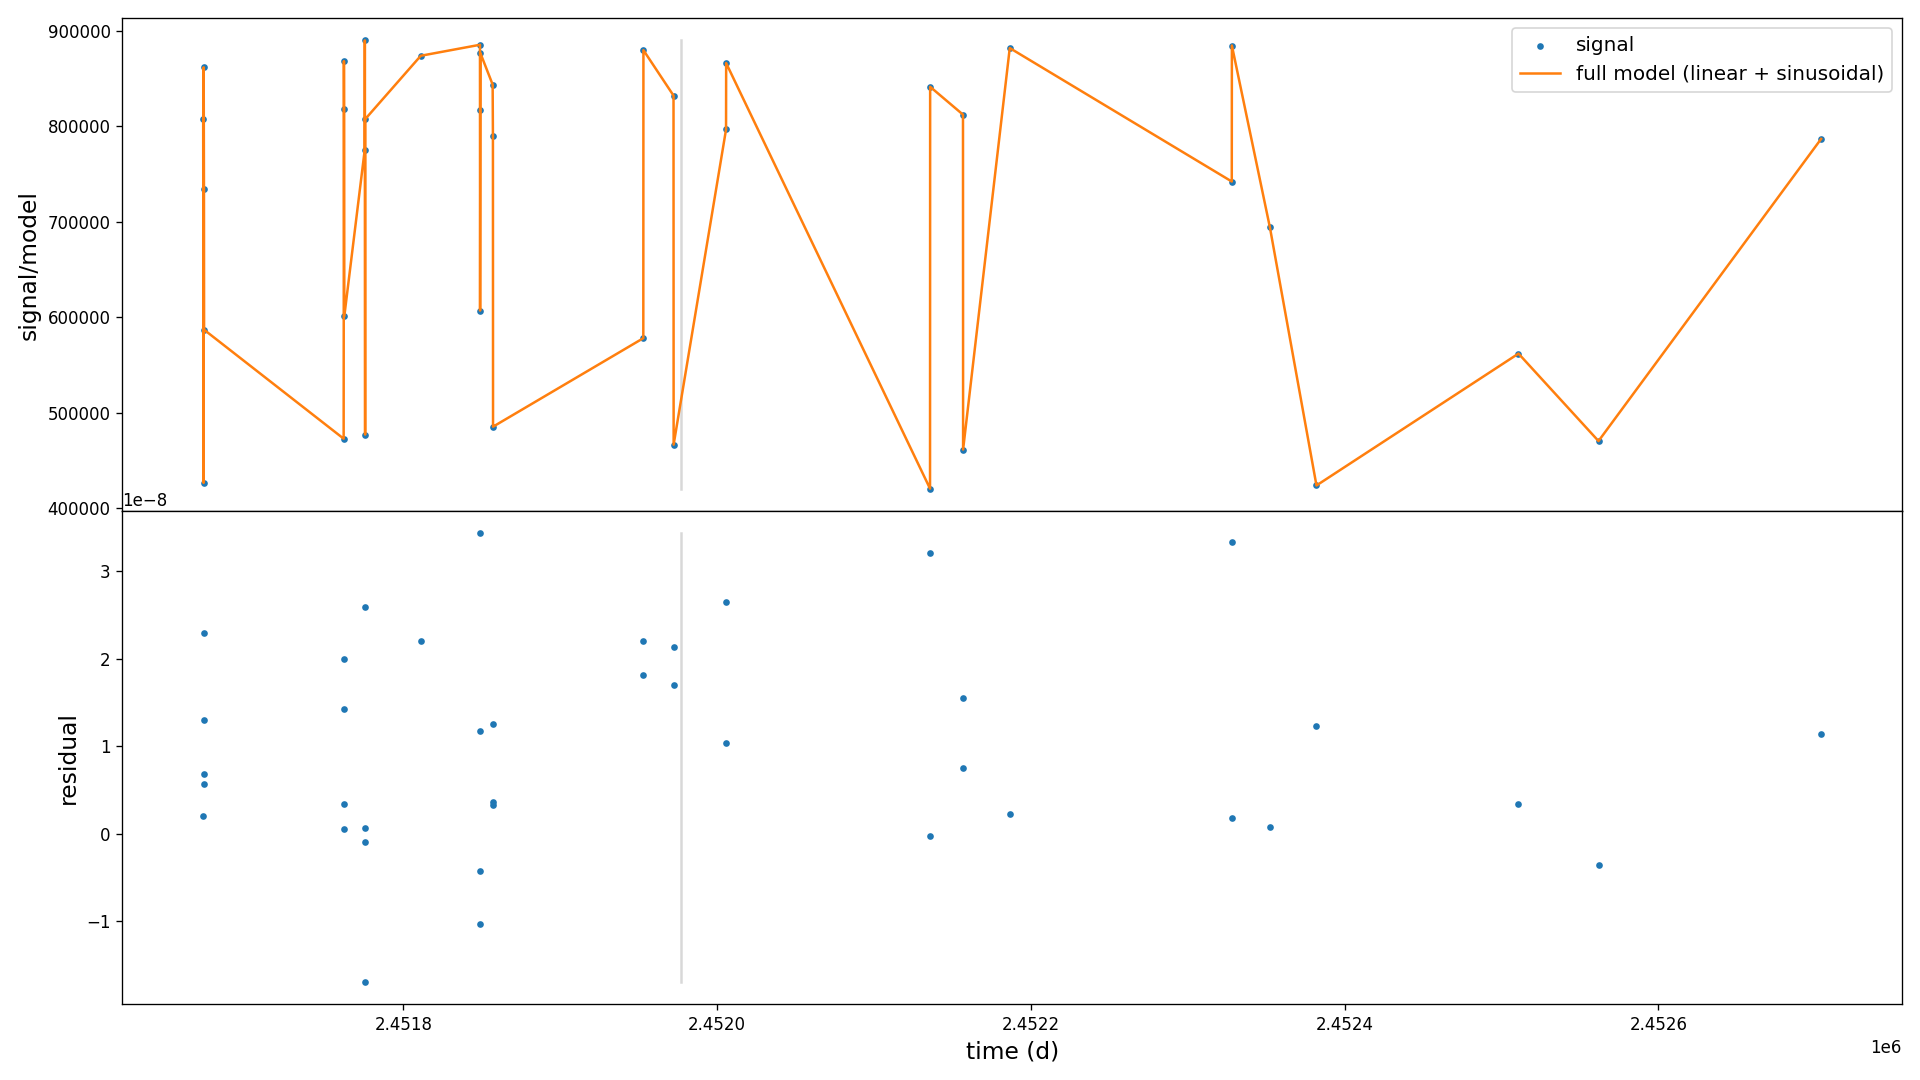 900000
800000
700000
600000
500000
400000
signal/model
signal
full model (linear + sinusoidal)
1e−8
3
2
1
0
−1
residual
2.4518
2.4520
2.4522
2.4524
2.4526
1e6
time (d)